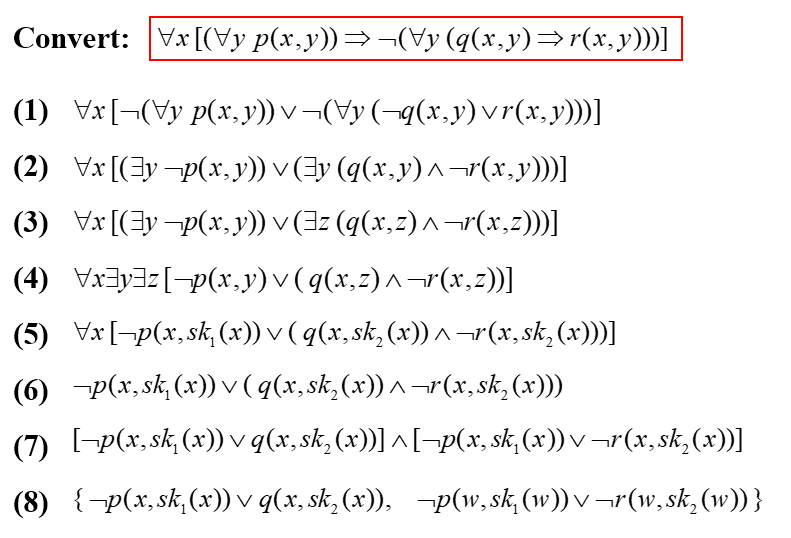 Convert: ∀x [(∀y p(x,y)) ⇒ ¬(∀y (q(x,y) ⇒ r(x,y)))]
(1) ∀x [¬(∀y p(x,y)) ∨ ¬(∀y (¬q(x,y) ∨ r(x,y)))]
(2) ∀x [(∃y ¬p(x,y)) ∨ (∃y (q(x,y) ∧ ¬r(x,y)))]
(3) ∀x [(∃y ¬p(x,y)) ∨ (∃z (q(x,z) ∧ ¬r(x,z)))]
(4) ∀x∃y∃z [¬p(x,y) ∨ ( q(x,z) ∧ ¬r(x,z))]
(5) ∀x [¬p(x,sk₁(x)) ∨ ( q(x,sk₂(x)) ∧ ¬r(x,sk₂(x)))]
(6) ¬p(x,sk₁(x)) ∨ ( q(x,sk₂(x)) ∧ ¬r(x,sk₂(x)))
(7) [¬p(x,sk₁(x)) ∨ q(x,sk₂(x))] ∧ [¬p(x,sk₁(x)) ∨ ¬r(x,sk₂(x))]
(8) { ¬p(x,sk₁(x)) ∨ q(x,sk₂(x)), ¬p(w,sk₁(w)) ∨ ¬r(w,sk₂(w)) }